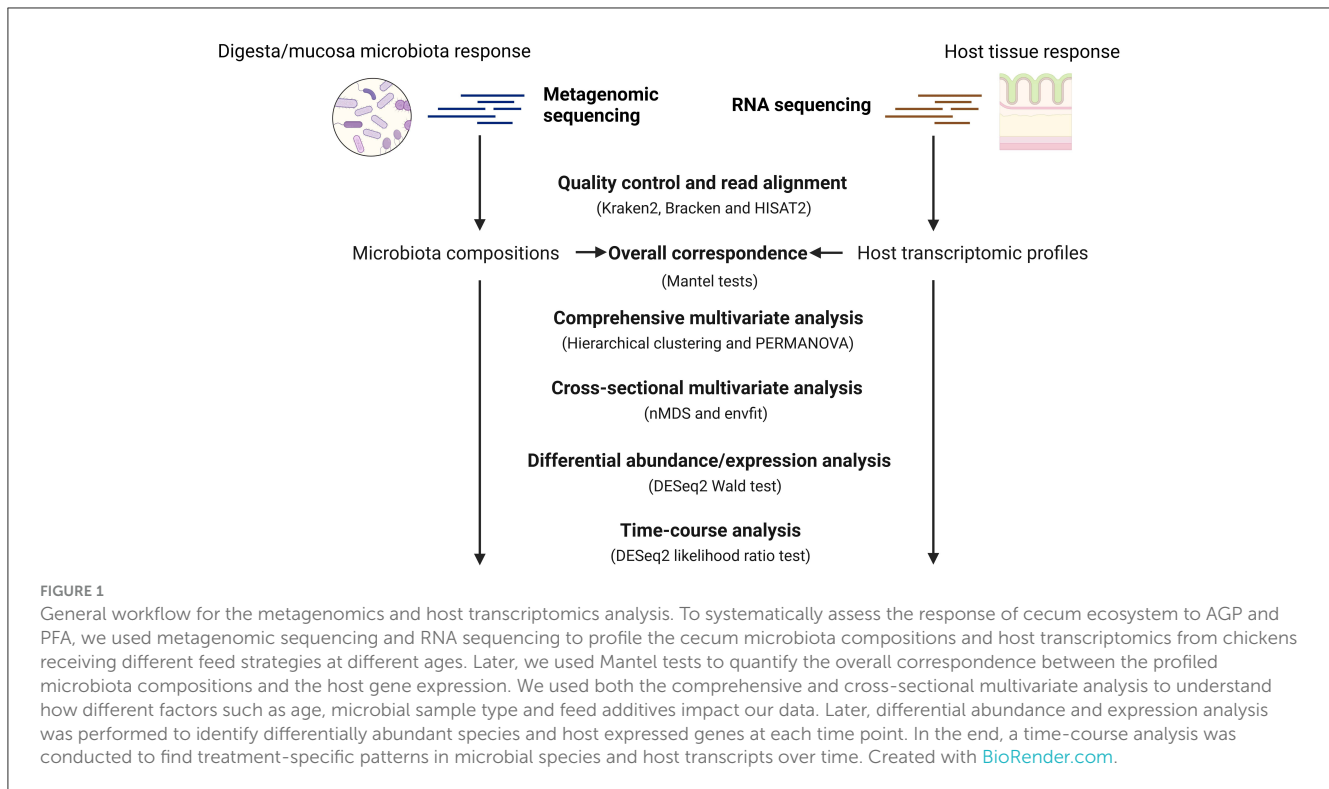 Digesta/mucosa microbiota response
Host tissue response
Metagenomic
sequencing
RNA sequencing
Quality control and read alignment
(Kraken2, Bracken and HISAT2)
Microbiota compositions
Overall correspondence
Host transcriptomic profiles
(Mantel tests)
Comprehensive multivariate analysis
(Hierarchical clustering and PERMANOVA)
Cross-sectional multivariate analysis
(nMDS and envfit)
Differential abundance/expression analysis
(DESeq2 Wald test)
Time-course analysis
(DESeq2 likelihood ratio test)
FIGURE 1
General workflow for the metagenomics and host transcriptomics analysis. To systematically assess the response of cecum ecosystem to AGP and
PFA, we used metagenomic sequencing and RNA sequencing to profile the cecum microbiota compositions and host transcriptomics from chickens
receiving different feed strategies at different ages. Later, we used Mantel tests to quantify the overall correspondence between the profiled
microbiota compositions and the host gene expression. We used both the comprehensive and cross-sectional multivariate analysis to understand
how different factors such as age, microbial sample type and feed additives impact our data. Later, differential abundance and expression analysis
was performed to identify differentially abundant species and host expressed genes at each time point. In the end, a time-course analysis was
conducted to find treatment-specific patterns in microbial species and host transcripts over time. Created with BioRender.com.